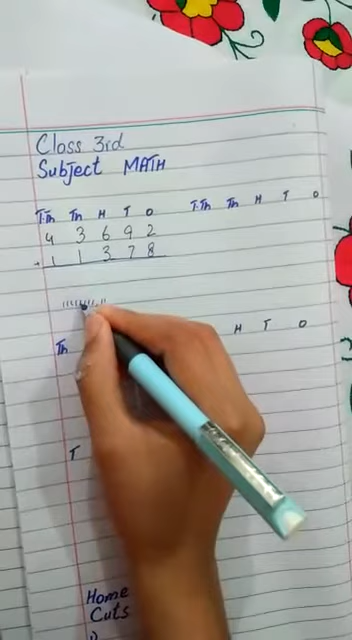 Class 3rd
Subject MATH
T.Th Th H T O T.Th Th H T O
4 3 6 9 2
+ 1 1 3 7 8
Th H T O
T
Home
Cuts